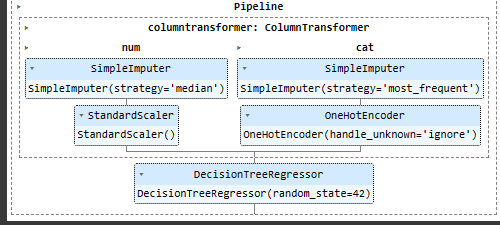 Pipeline
columntransformer: ColumnTransformer
num
cat
SimpleImputer
SimpleImputer
SimpleImputer(strategy='median')
SimpleImputer(strategy='most_frequent')
StandardScaler
OneHotEncoder
StandardScaler()
OneHotEncoder(handle_unknown='ignore')
DecisionTreeRegressor
DecisionTreeRegressor(random_state=42)